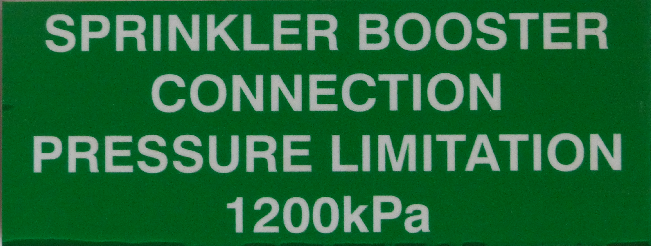 SPRINKLER BOOSTER
CONNECTION
PRESSURE LIMITATION
1200kPa